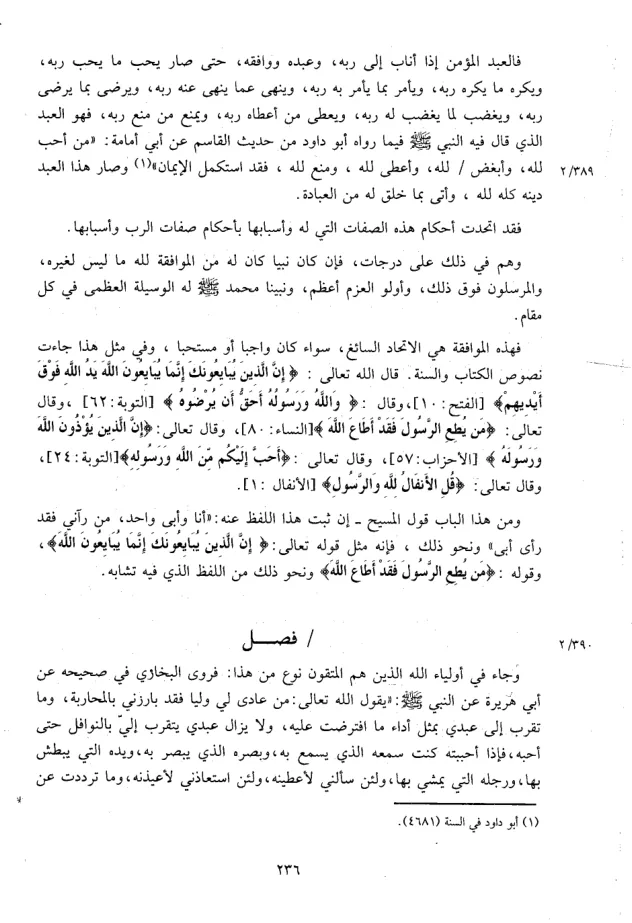 فالعبد المؤمن إذا أناب إلى ربه، وعبده ووافقه، حتى صار يحب ما يحب ربه،
ويكره ما يكره ربه، ويأمر بما يأمر به ربه، وينهى عما ينهى عنه ربه، ويرضى بما يرضى
ربه، ويغضب لما يغضب له ربه، ويعطى من أعطاه ربه، ويمنع من منع ربه، فهو العبد
الذي قال فيه النبي ﷺ فيما رواه أبو داود من حديث القاسم عن أبي أمامة: «من أحب
لله، وأبغض / لله، وأعطى لله ، ومنع لله ، فقد استكمل الإيمان»(١) وصار هذا العبد
٢/٣٨٩
دينه كله لله ، وأتى بما خلق له من العبادة.
فقد اتحدت أحكام هذه الصفات التي له وأسبابها بأحكام صفات الرب وأسبابها.
وهم في ذلك على درجات، فإن كان نبيا كان له من الموافقة لله ما ليس لغيره،
والمرسلون فوق ذلك، وأولو العزم أعظم، ونبينا محمد ﷺ له الوسيلة العظمى في كل
مقام.
فهذه الموافقة هي الاتحاد السائغ، سواء كان واجبا أو مستحبا ، وفي مثل هذا جاءت
نصوص الكتاب والسنة. قال الله تعالى : ﴿ إِنَّ الَّذِينَ يُبَايِعُونَكَ إِنَّمَا يُبَايِعُونَ اللَّهَ يَدُ اللَّهِ فَوْقَ
أَيْدِيهِمْ﴾ [الفتح: ١٠]، وقال :﴿ وَاللَّهُ وَرَسُولُهُ أَحَقُّ أَن يُرْضُوهُ ﴾ [التوبة: ٦٢] ، وقال
تعالى: ﴿مَن يُطِعِ الرَّسُولَ فَقَدْ أَطَاعَ اللَّهَ ﴾[النساء: ٨٠]، وقال تعالى: ﴿إِنَّ الَّذِينَ يُؤْذُونَ اللَّهَ
وَرَسُولَهُ ﴾ [الأحزاب: ٥٧]، وقال تعالى :﴿أَحَبَّ إِلَيْكُم مِّنَ اللَّهِ وَرَسُولِهِ﴾[التوبة: ٢٤]،
وقال تعالى: ﴿قُلِ الأَنفَالُ لِلَّهِ وَالرَّسُولِ﴾ [الأنفال :١].
ومن هذا الباب قول المسيح ــ إن ثبت هذا اللفظ عنه: «أنا وأبي واحد، من رآني فقد
رأى أبي» ونحو ذلك ، فإنه مثل قوله تعالى:﴿ إِنَّ الَّذِينَ يُبَايِعُونَكَ إِنَّمَا يُبَايِعُونَ اللَّهَ﴾ ،
وقوله :﴿مَن يُطِعِ الرَّسُولَ فَقَدْ أَطَاعَ اللَّهَ﴾ ونحو ذلك من اللفظ الذي فيه تشابه.
/ فصــل
٢/٣٩٠
وجاء في أولياء الله الذين هم المتقون نوع من هذا: فروى البخاري في صحيحه عن
أبي هريرة عن النبي ﷺ:«يقول الله تعالى:من عادى لي وليا فقد بارزني بالمحاربة، وما
تقرب إلى عبدي بمثل أداء ما افترضت عليه، ولا يزال عبدي يتقرب إليّ بالنوافل حتى
أحبه،فإذا أحببته كنت سمعه الذي يسمع به،وبصره الذي يبصر به،ويده التي يبطش
بها،ورجله التي يمشي بها،ولئن سألني لأعطينه،ولئن استعاذني لأعيذنه،وما ترددت عن
(١) أبو داود في السنة (٤٦٨١).
٢٣٦